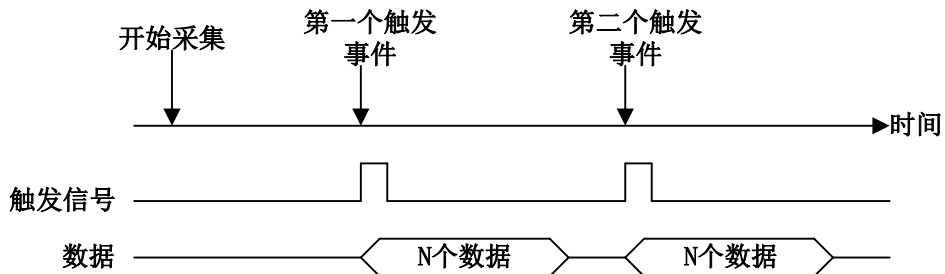 开始采集
第一个触发
事件
第二个触发
事件
时间
触发信号
数据
N个数据
N个数据